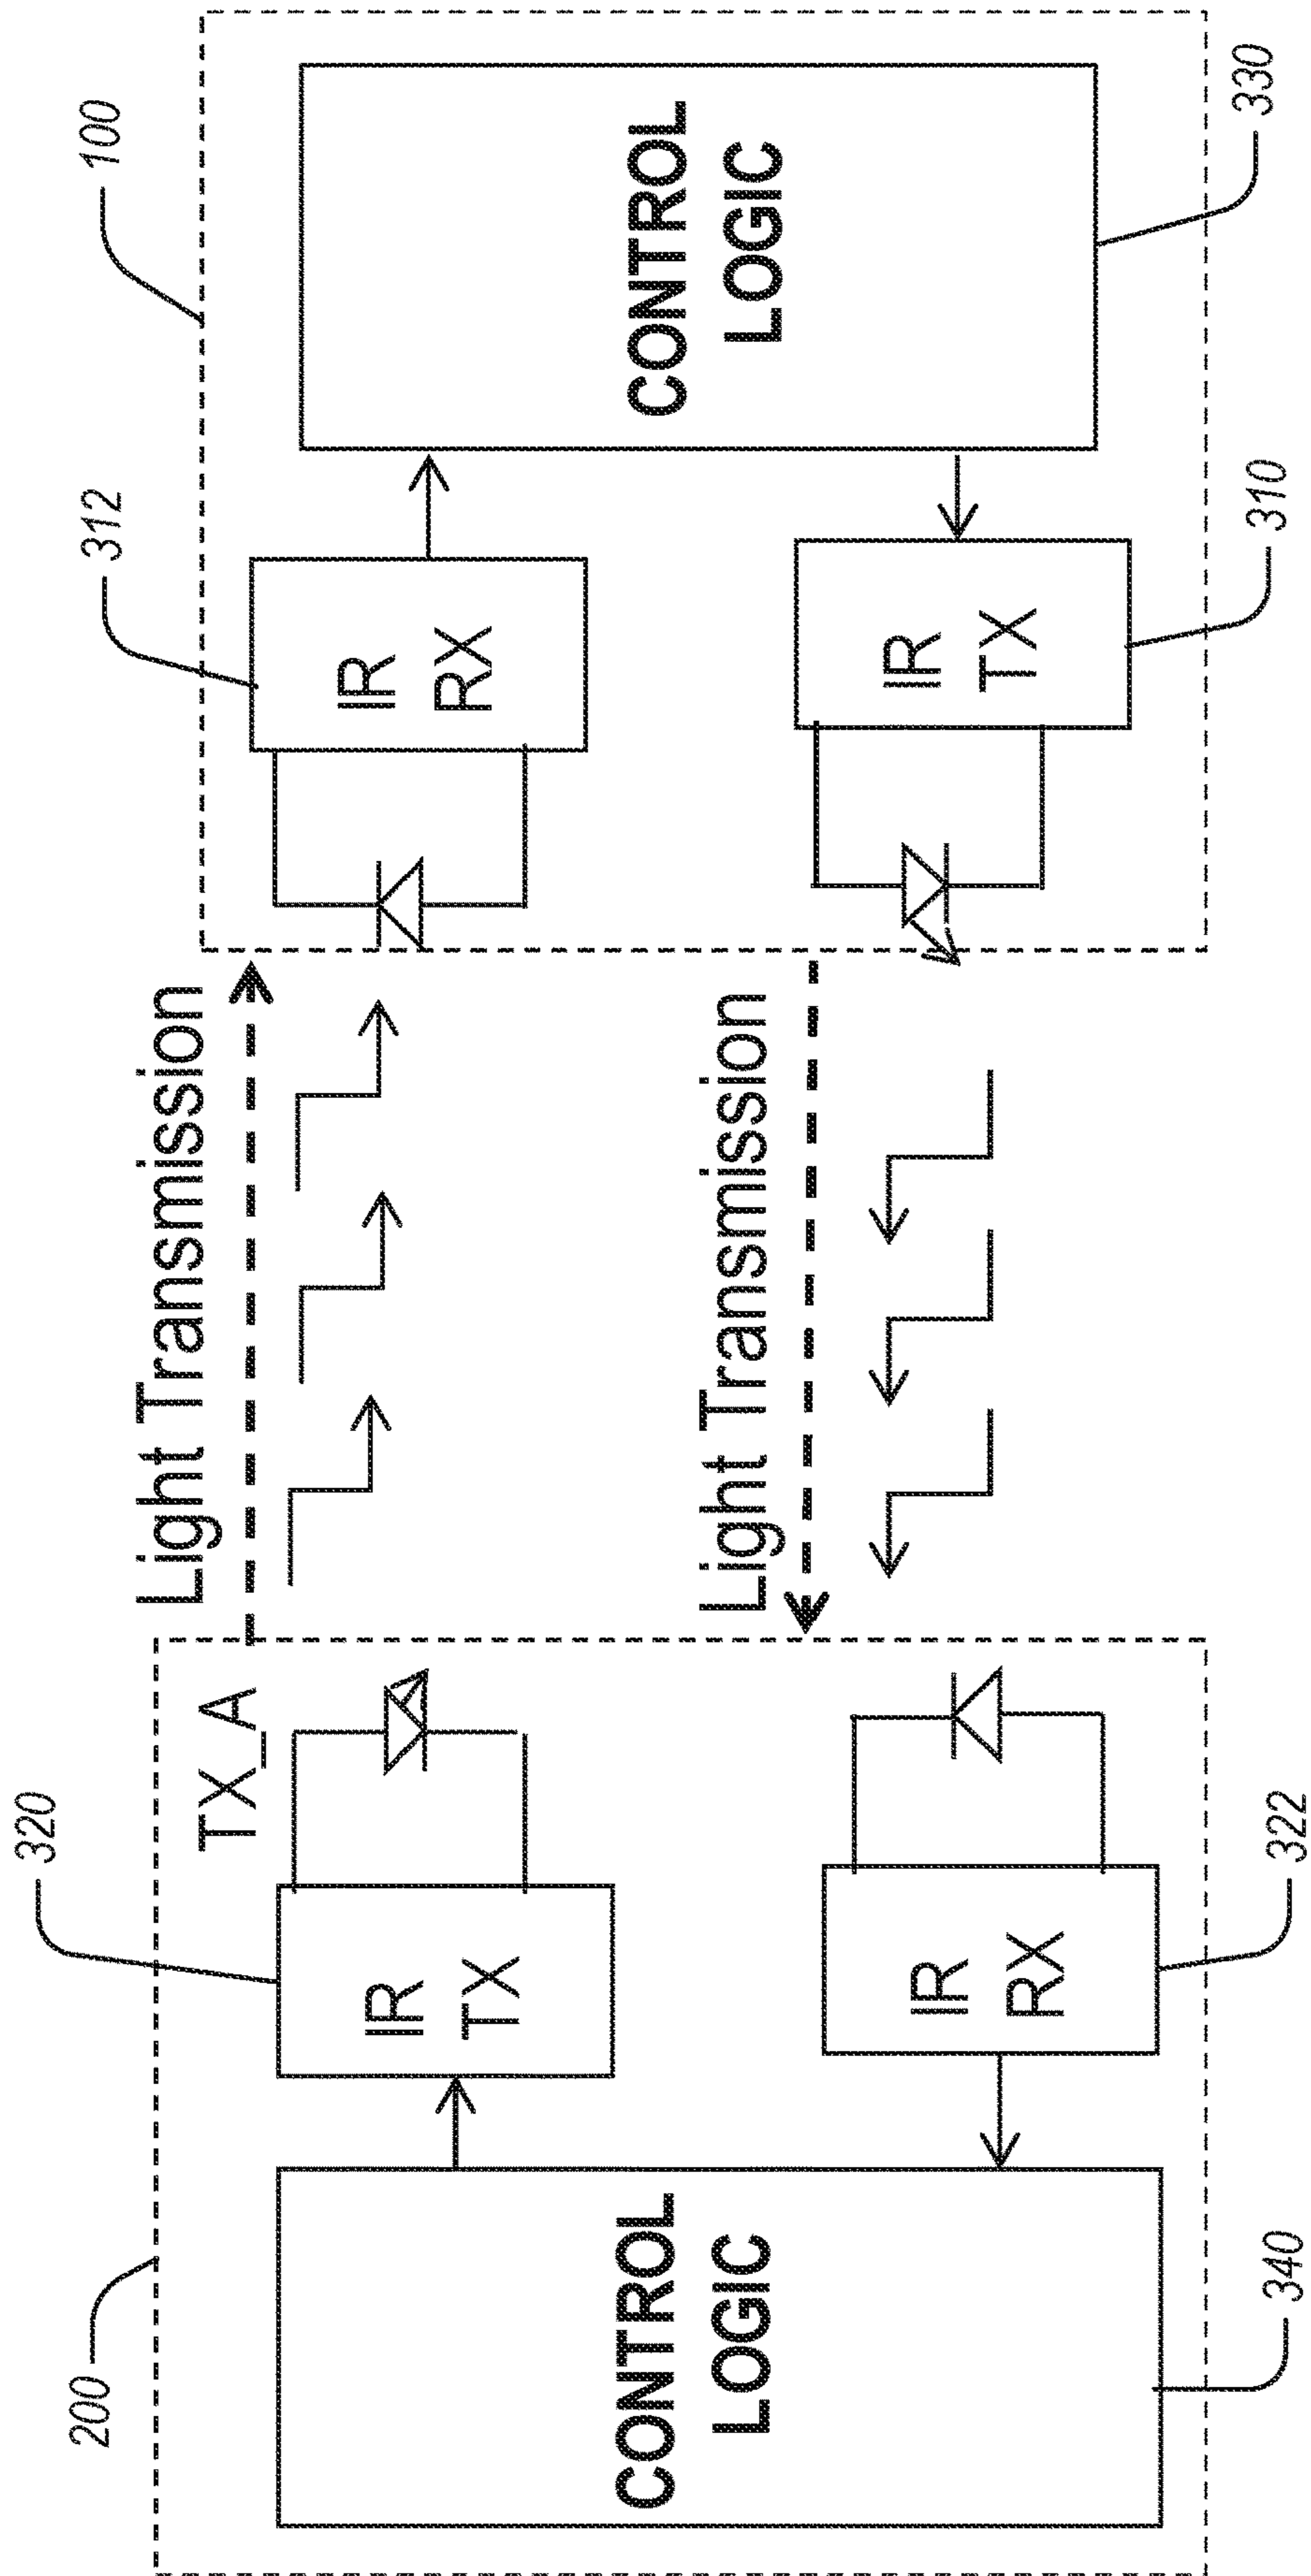 200
320
TX_A
CONTROL
LOGIC
IR
TX
IR
RX
340
322
Light Transmission
Light Transmission
100
312
IR
RX
IR
TX
310
CONTROL
LOGIC
330